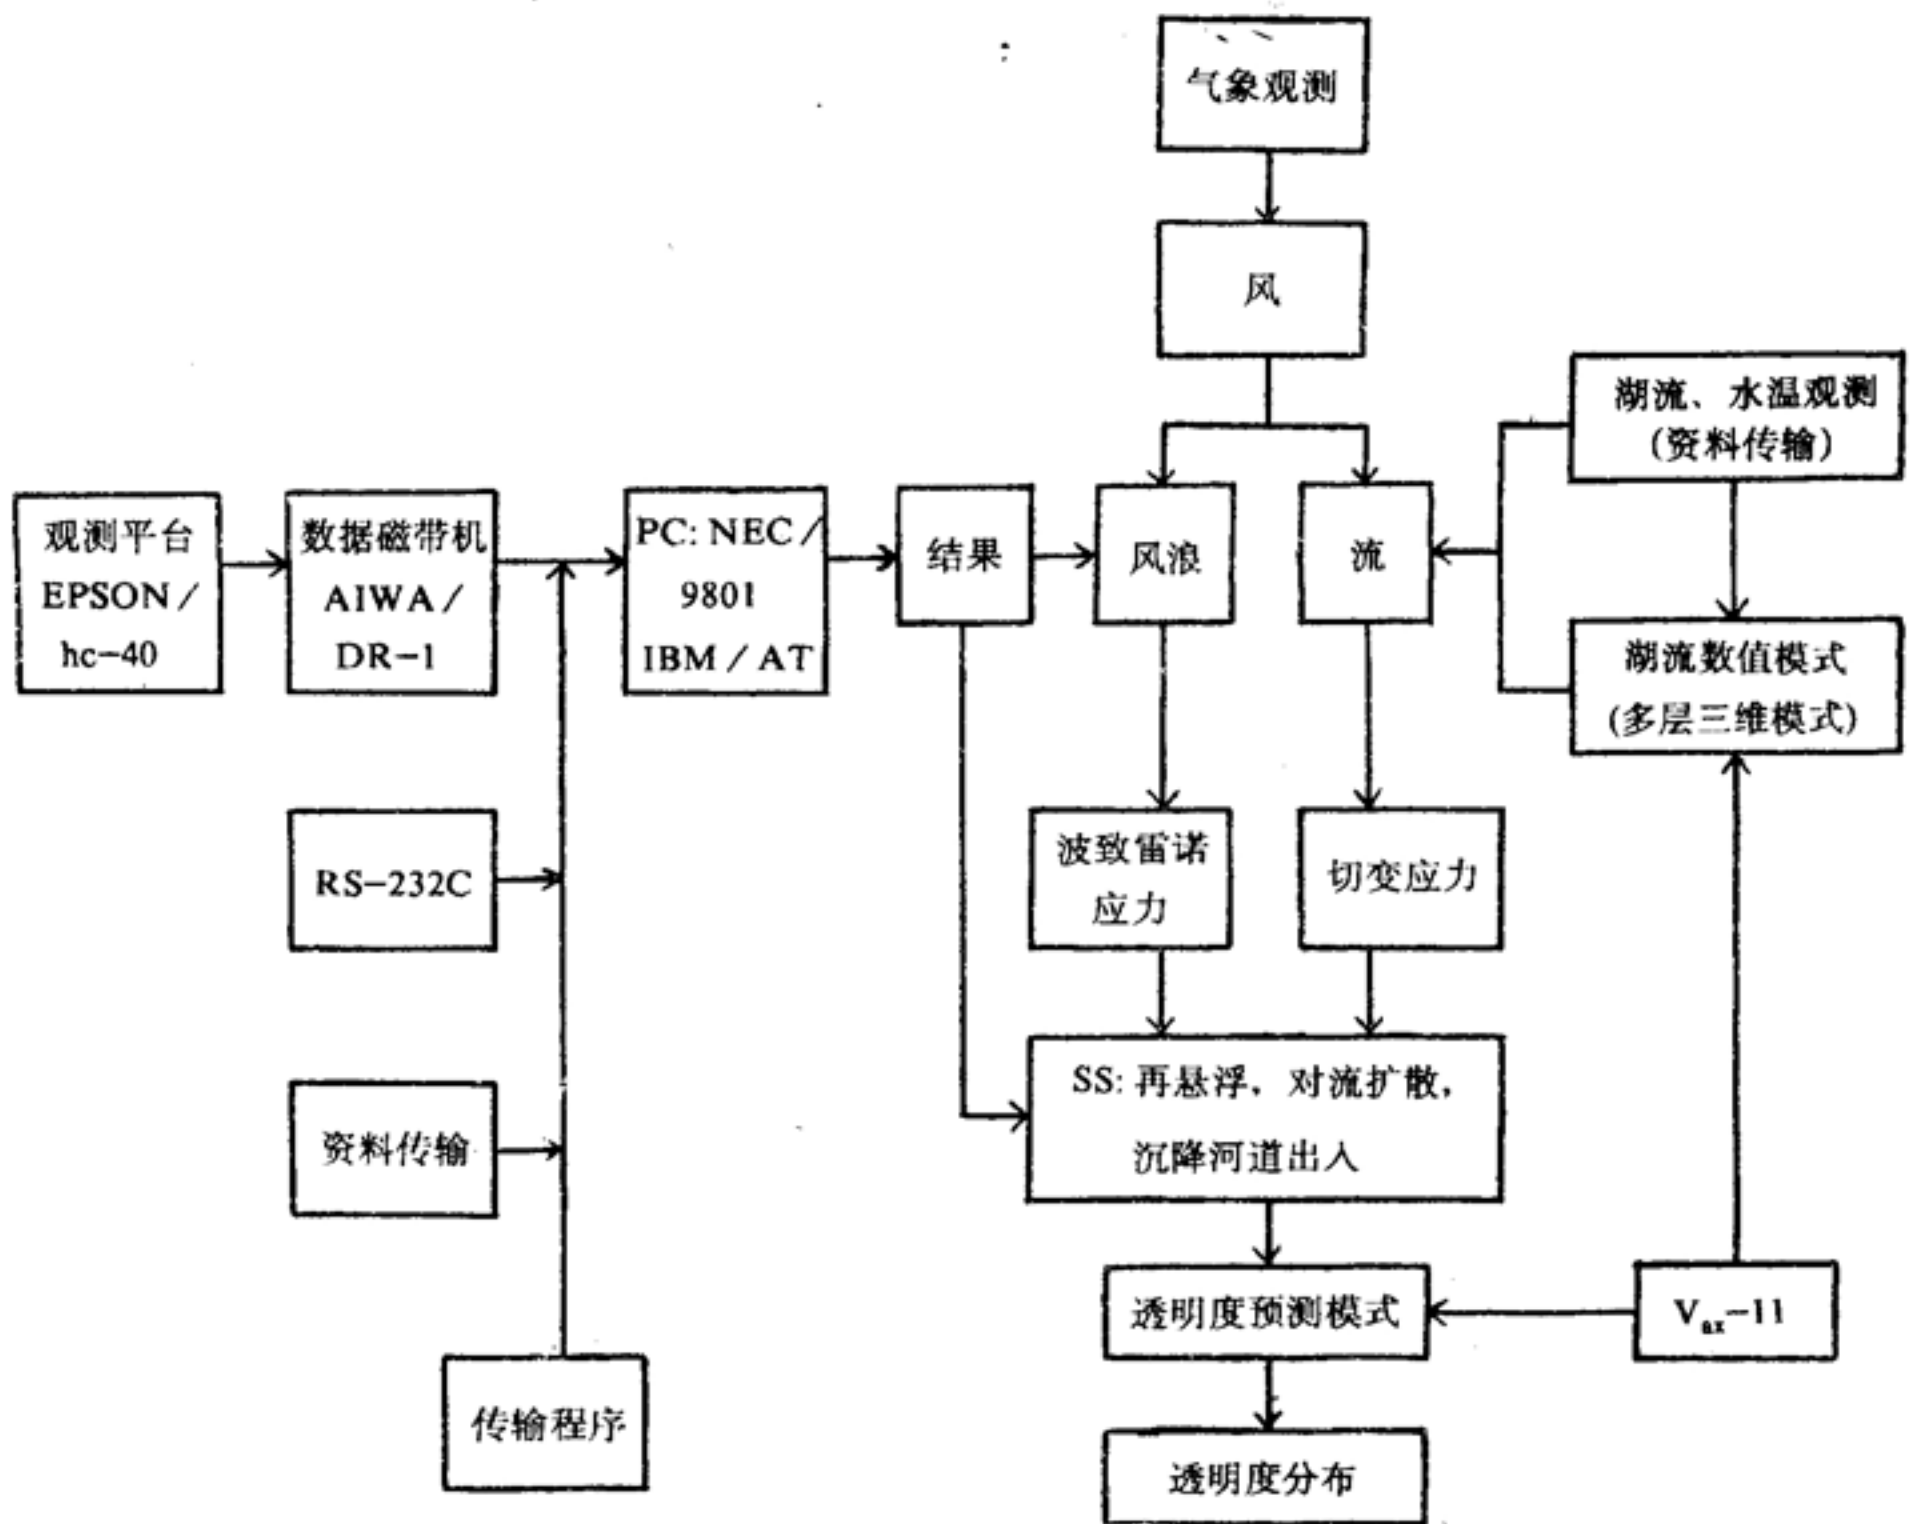 气象观测
风
湖流、水温观测
(资料传输)
观测平台
EPSON/
hc-40
数据磁带机
AIWA/
DR-1
PC: NEC/
9801
IBM/AT
结果
风浪
流
湖流数值模式
(多层三维模式)
RS-232C
波致雷诺
应力
切变应力
资料传输
SS: 再悬浮, 对流扩散,
沉降河道出入
透明度预测模式
Vax-11
传输程序
透明度分布